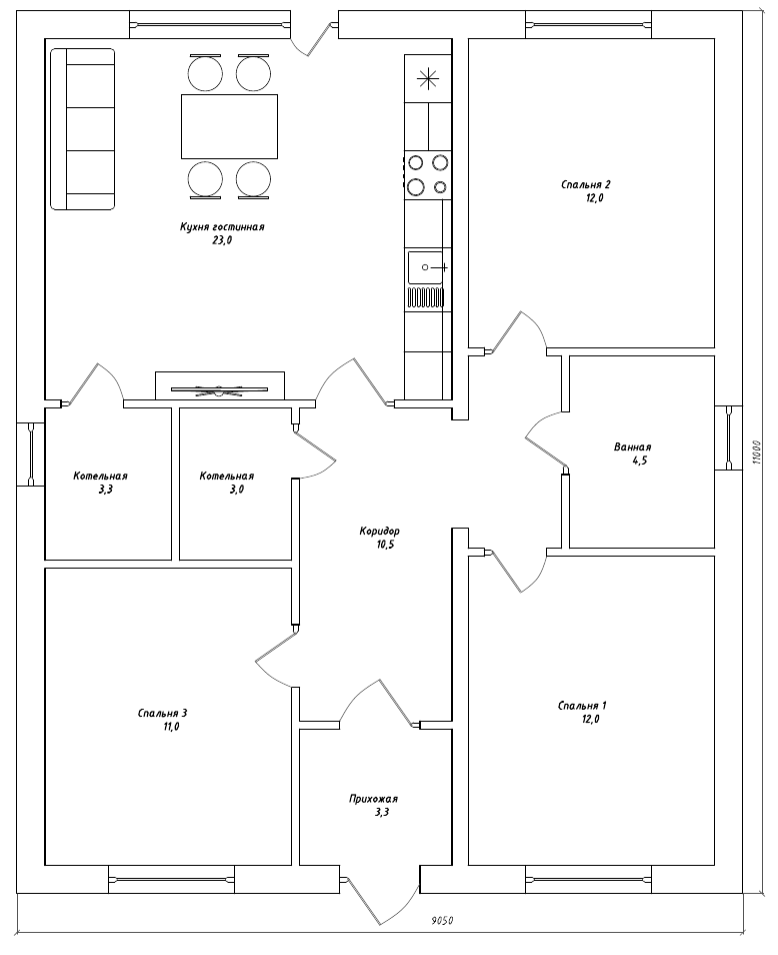 Спальня 2
12,0
Кухня гостинная
23,0
Ванная
4,5
11000
Котельная
3,3
Котельная
3,0
Коридор
10,5
Спальня 3
11,0
Спальня 1
12,0
Прихожая
3,3
9050